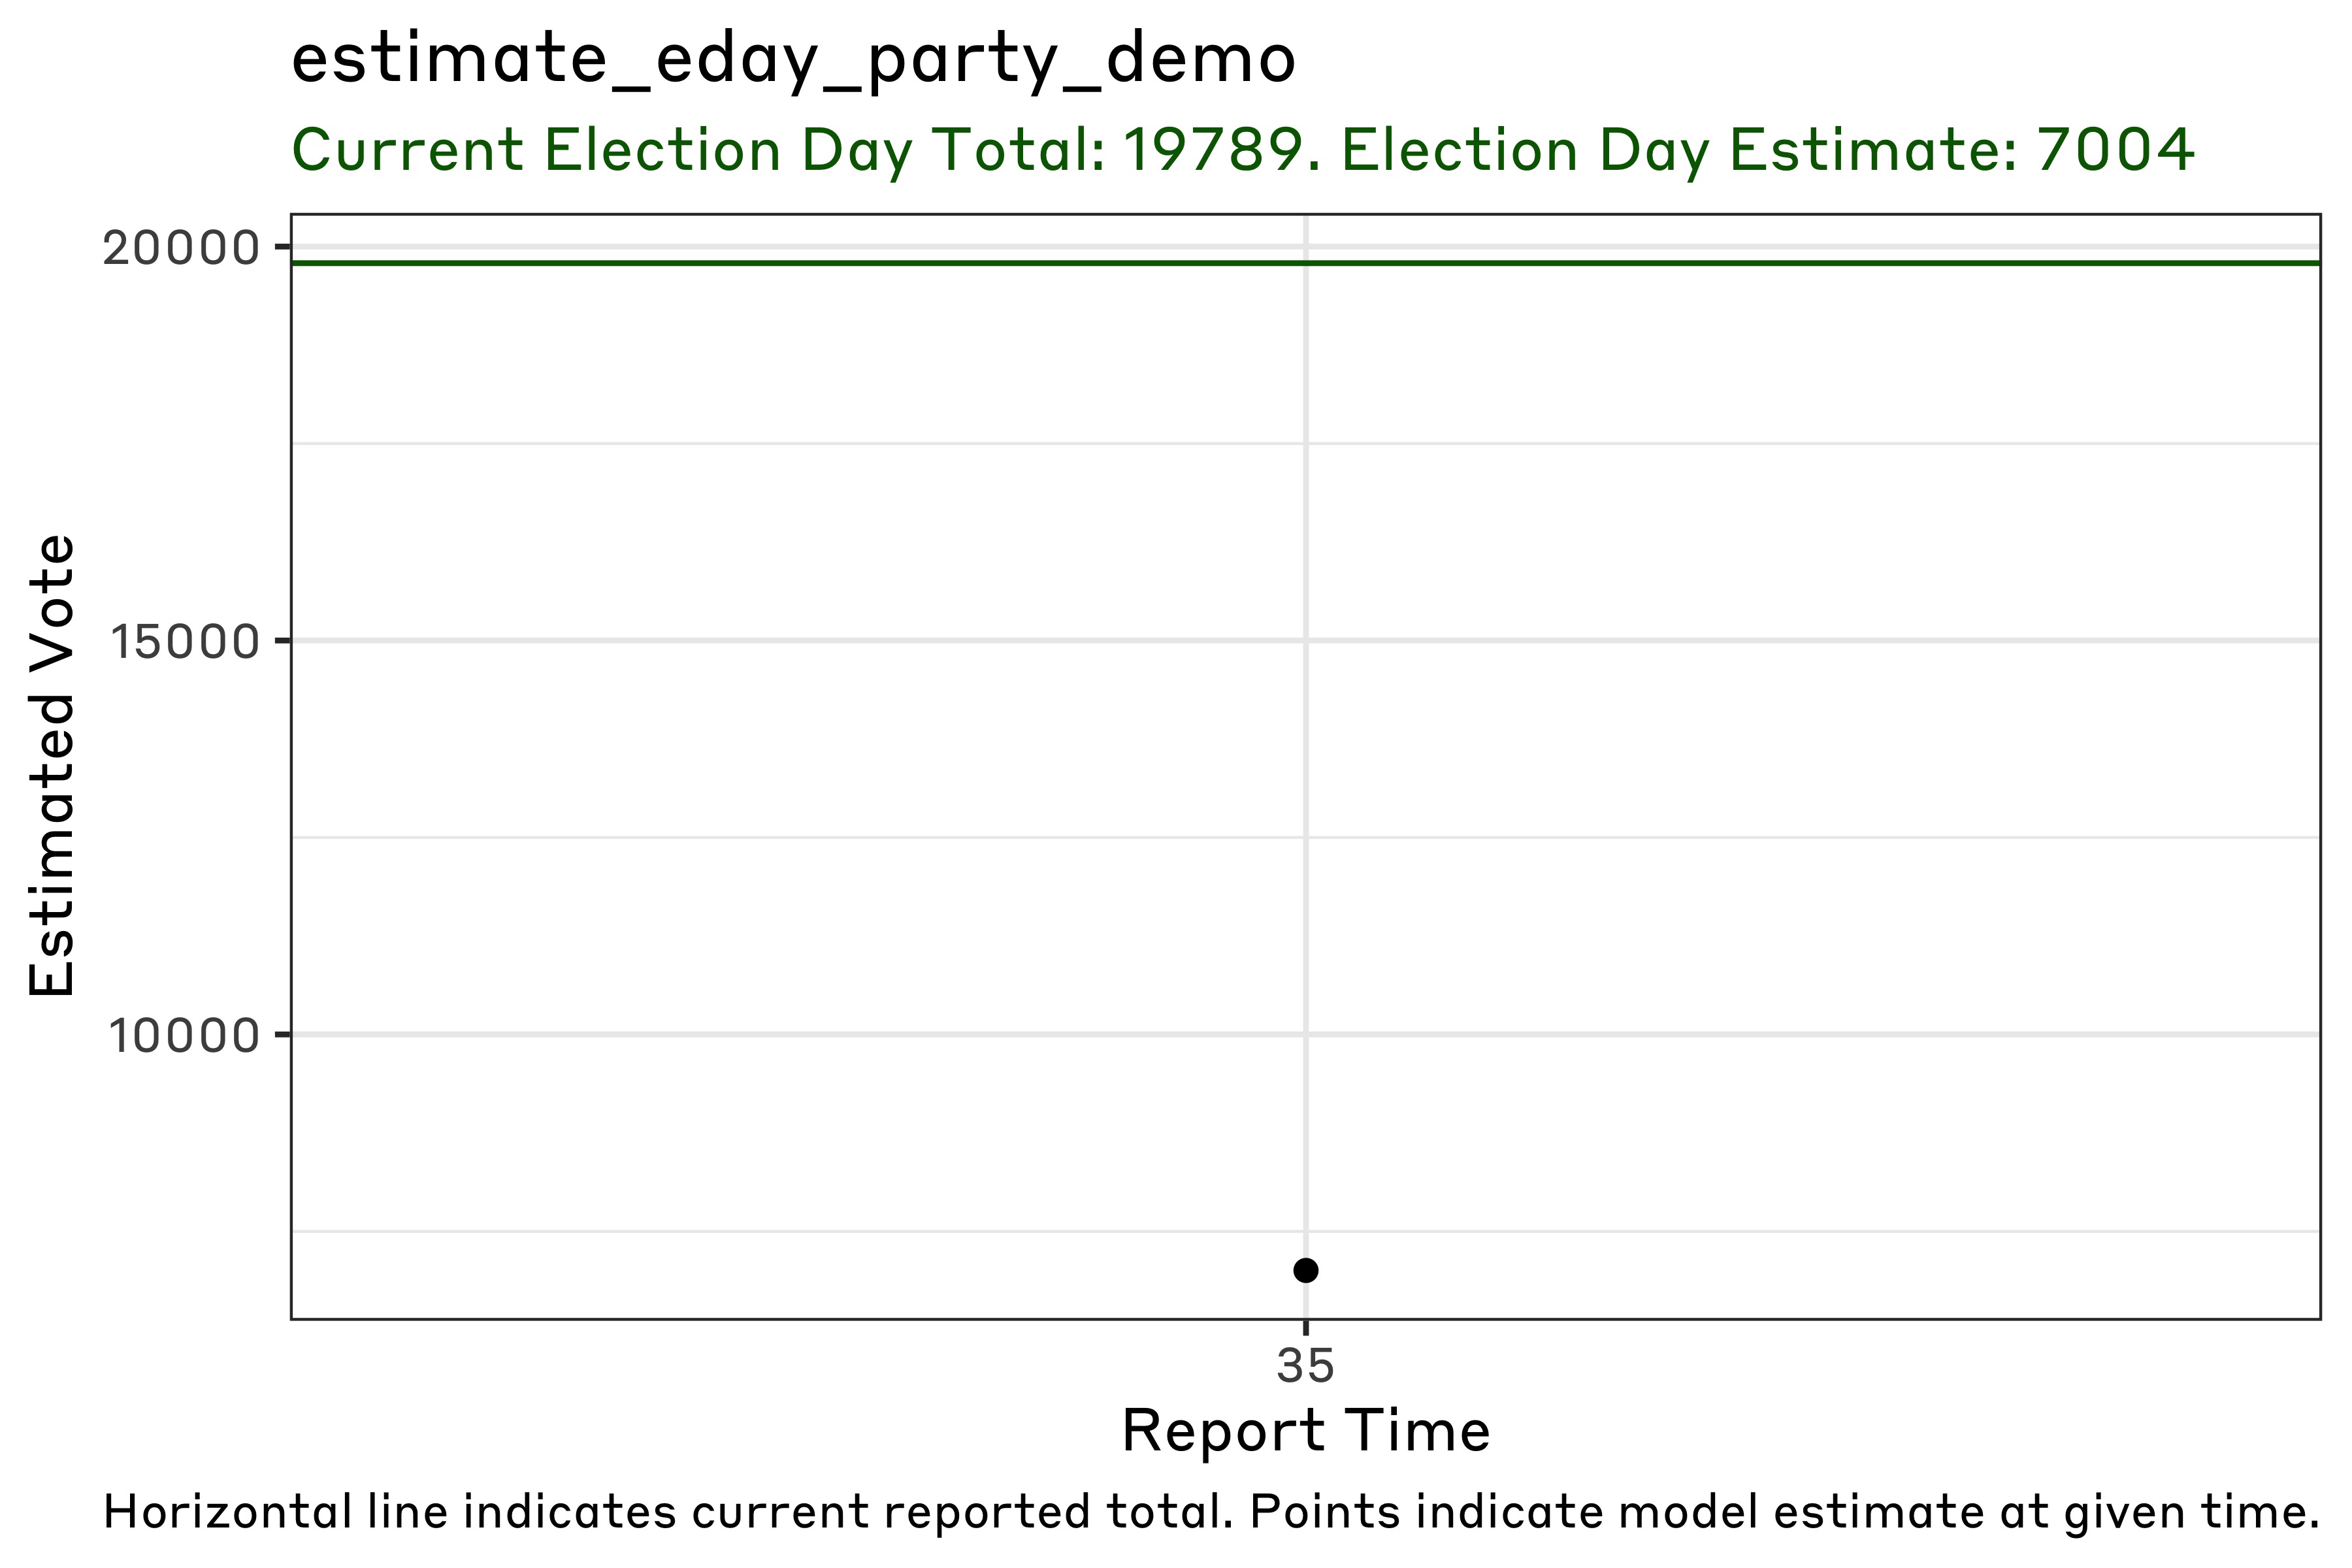 estimate_eday_party_demo
Current Election Day Total: 19789. Election Day Estimate: 7004
20000
15000
10000
Estimated Vote
35
Report Time
Horizontal line indicates current reported total. Points indicate model estimate at given time.